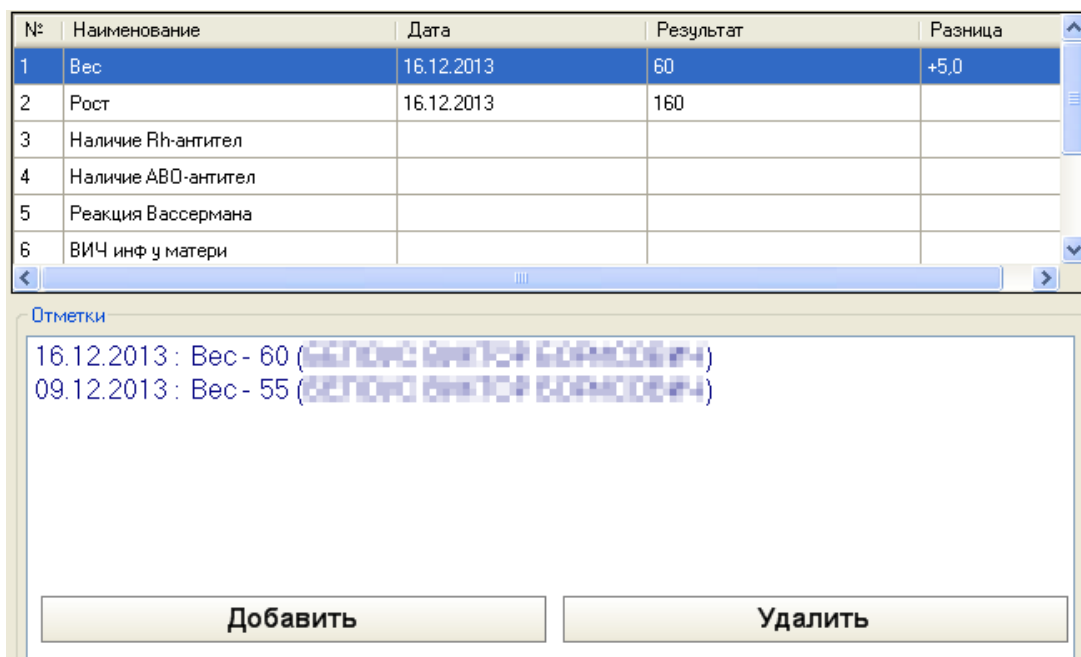 № Наименование Дата Результат Разница
1 Вес 16.12.2013 60 +5,0
2 Рост 16.12.2013 160
3 Наличие Rh-антител
4 Наличие АВО-антител
5 Реакция Вассермана
6 ВИЧ инф у матери
Отметки
16.12.2013 : Вес - 60 ( )
09.12.2013 : Вес - 55 ( )
Добавить Удалить